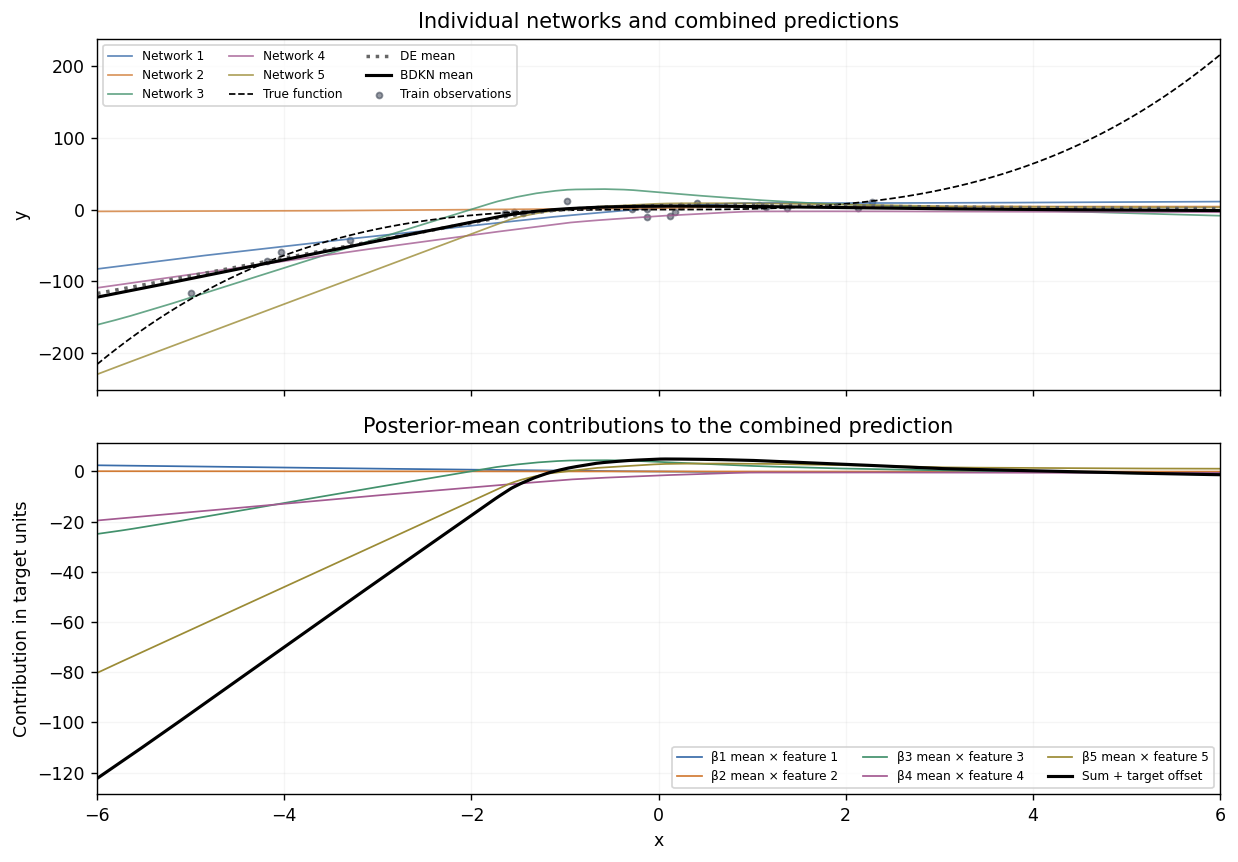 Individual networks and combined predictions
200
100
0
−100
−200
y
Network 1
Network 2
Network 3
Network 4
Network 5
True function
DE mean
BDKN mean
Train observations
Posterior-mean contributions to the combined prediction
0
−20
−40
−60
−80
−100
−120
Contribution in target units
β1 mean × feature 1
β2 mean × feature 2
β3 mean × feature 3
β4 mean × feature 4
β5 mean × feature 5
Sum + target offset
−6 −4 −2 0 2 4 6
x